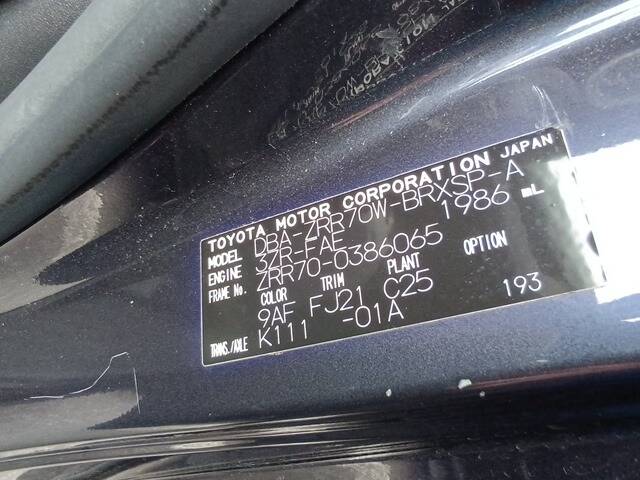 TOYOTA MOTOR CORPORATION JAPAN
MODEL DBA-ZRR70W-BRXSP-A
ENGINE 3ZR-FAE 1986 mL
FRAME No. ZRR70-0386065
COLOR TRIM PLANT OPTION
9AF FJ21 C25
TRANS./AXLE K111 -01A 193